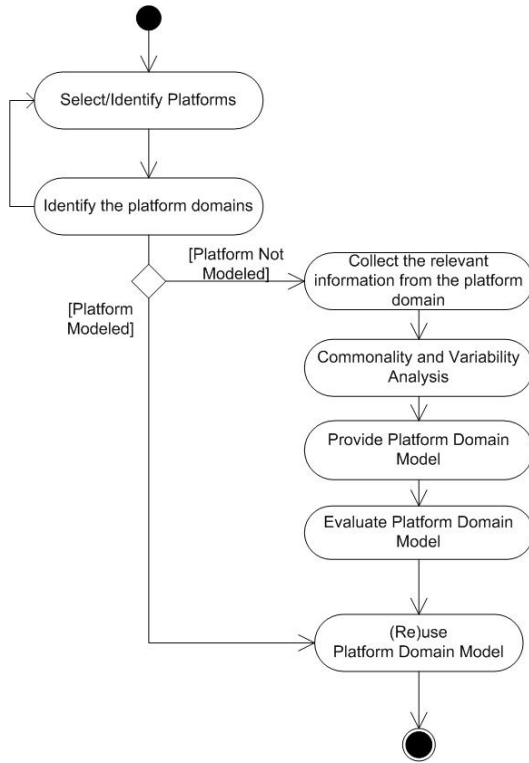 Select/Identify Platforms
Identify the platform domains
[Platform Not
Modeled]
[Platform
Modeled]
Collect the relevant
information from the platform
domain
Commonality and Variability
Analysis
Provide Platform Domain
Model
Evaluate Platform Domain
Model
(Re)use
Platform Domain Model